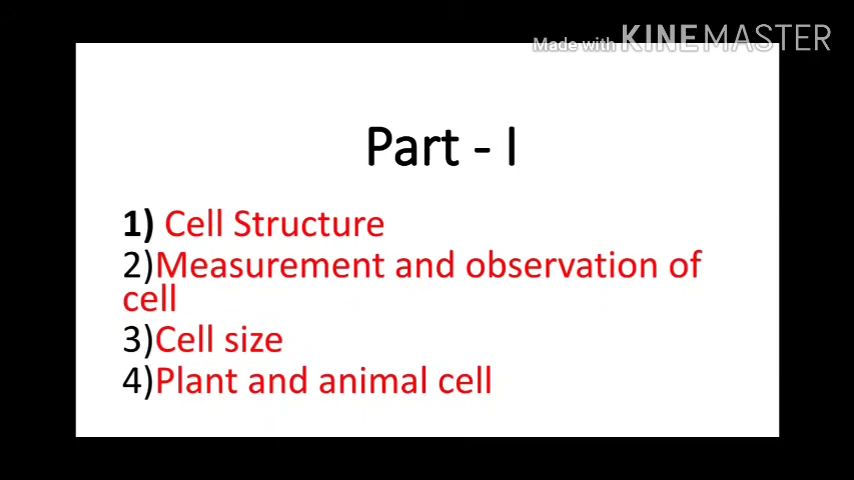 Made with KINEMASTER
Part - I
1) Cell Structure
2)Measurement and observation of
cell
3)Cell size
4)Plant and animal cell